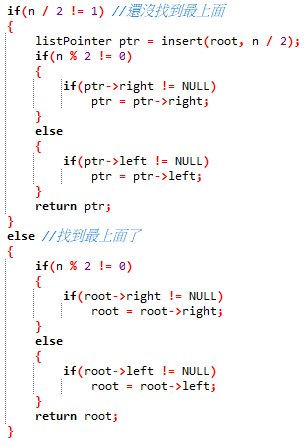 if(n / 2 != 1) //還沒找到最上面
{
    listPointer ptr = insert(root, n / 2);
    if(n % 2 != 0)
    {
        if(ptr->right != NULL)
            ptr = ptr->right;
    }
    else
    {
        if(ptr->left != NULL)
            ptr = ptr->left;
    }
    return ptr;
}
else //找到最上面了
{
    if(n % 2 != 0)
    {
        if(root->right != NULL)
            root = root->right;
    }
    else
    {
        if(root->left != NULL)
            root = root->left;
    }
    return root;
}